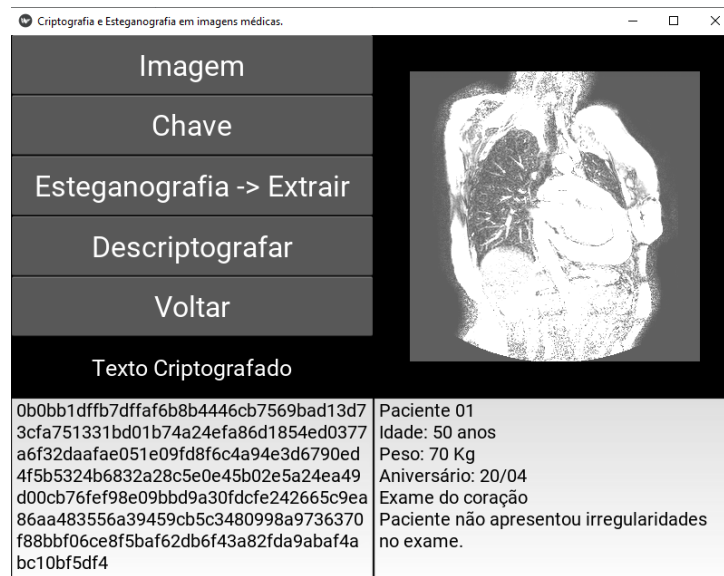 Criptografia e Esteganografia em imagens médicas.
Imagem
Chave
Esteganografia -> Extrair
Descriptografar
Voltar
Texto Criptografado
0b0bb1dffb7dffaf6b8b4446cb7569bad13d7
3cfa751331bd01b74a24efa86d1854ed0377
a6f32daafae051e09fd8f6c4a94e3d6790ed
4f5b5324b6832a28c5e0e45b02e5a24ea49
d00cb76fef98e09bbd9a30fdcfe242665c9ea
86aa483556a39459cb5c3480998a9736370
f88bbf06ce8f5baf62db6f43a82fda9abaf4a
bc10bf5df4
Paciente 01
Idade: 50 anos
Peso: 70 Kg
Aniversário: 20/04
Exame do coração
Paciente não apresentou irregularidades
no exame.